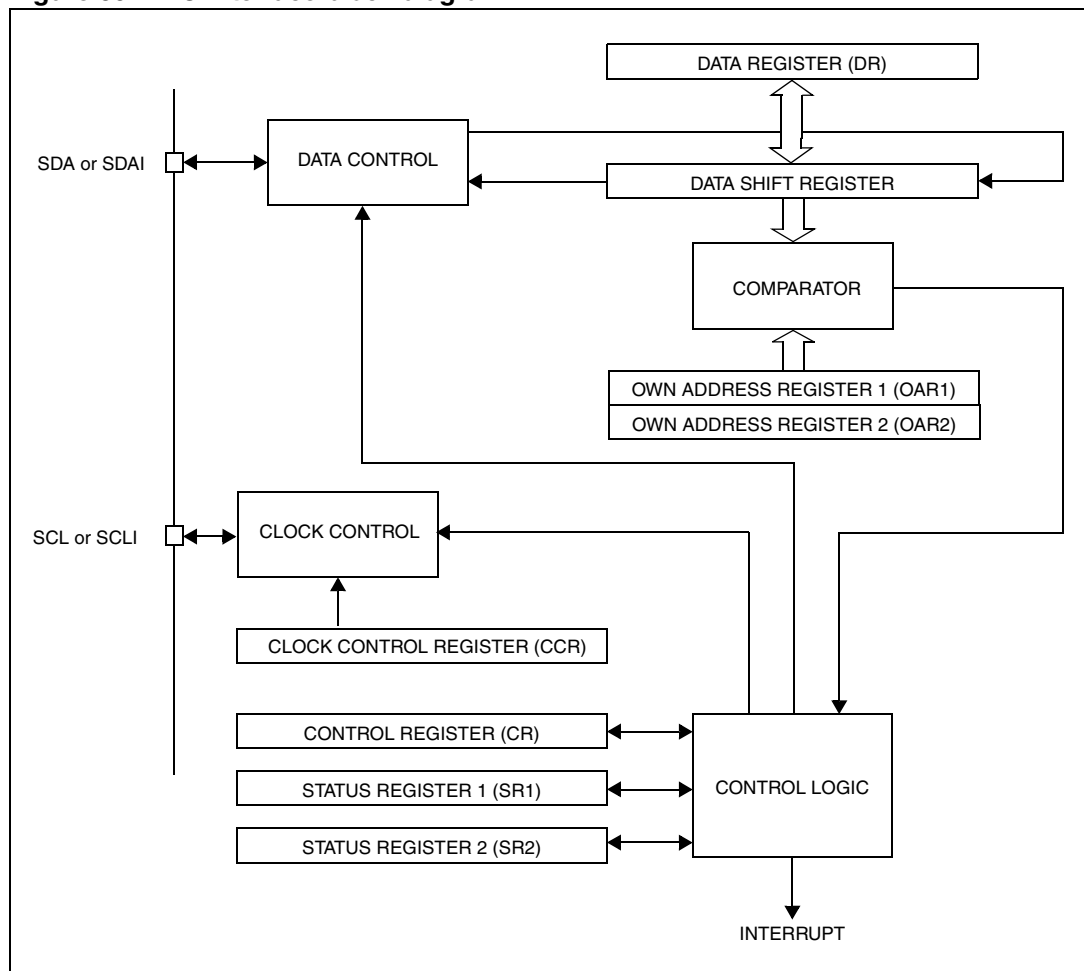 DATA REGISTER (DR)
SDA or SDAI
DATA CONTROL
DATA SHIFT REGISTER
COMPARATOR
OWN ADDRESS REGISTER 1 (OAR1)
OWN ADDRESS REGISTER 2 (OAR2)
SCL or SCLI
CLOCK CONTROL
CLOCK CONTROL REGISTER (CCR)
CONTROL REGISTER (CR)
STATUS REGISTER 1 (SR1)
CONTROL LOGIC
STATUS REGISTER 2 (SR2)
INTERRUPT